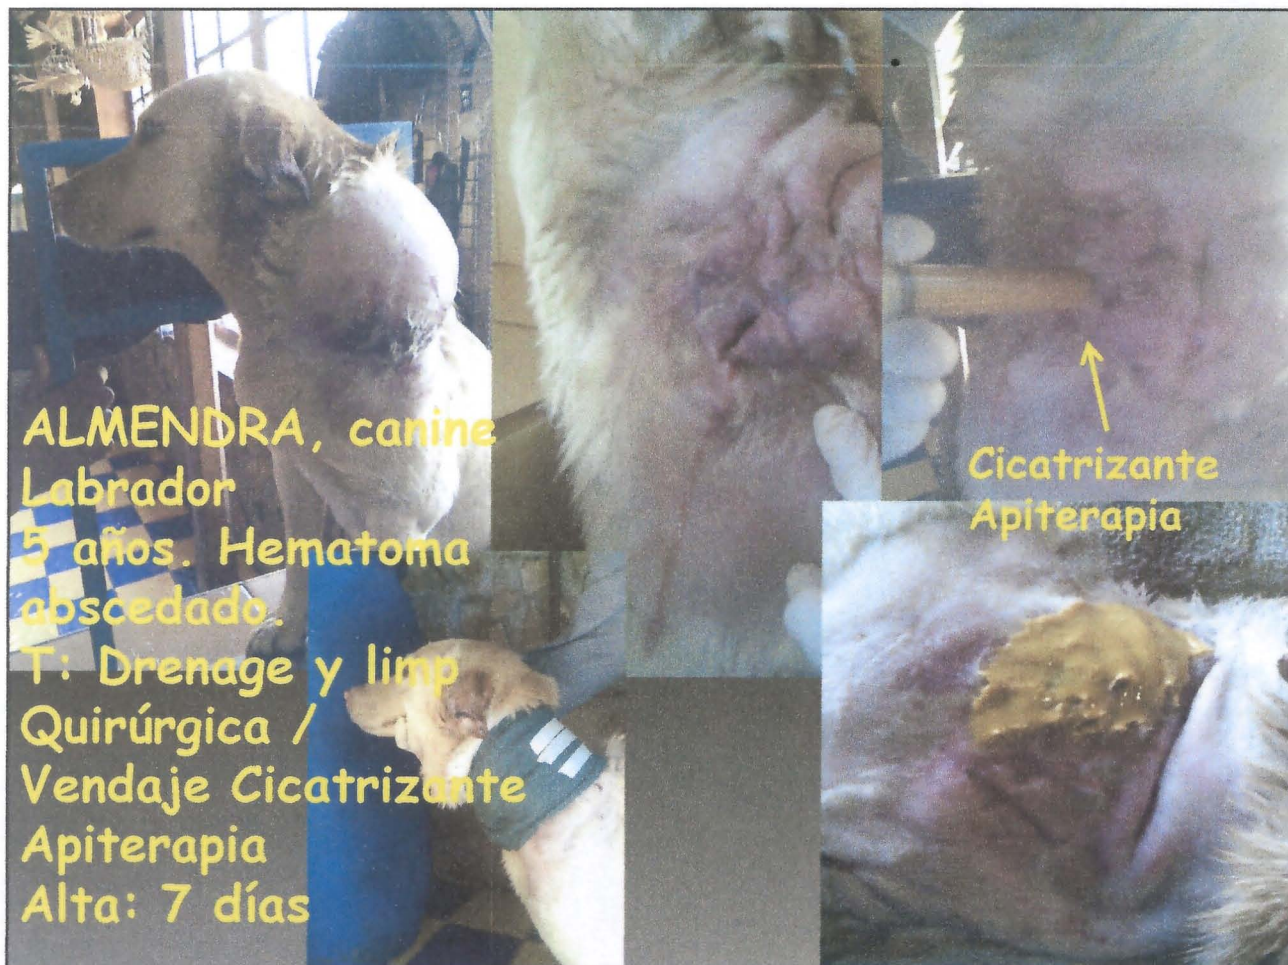 ALMENDRA, canine
Labrador
5 años. Hematoma
abscedado.
T: Drenage y limp
Quirúrgica /
Vendaje Cicatrizante
Apiterapia
Alta: 7 días
Cicatrizante
Apiterapia